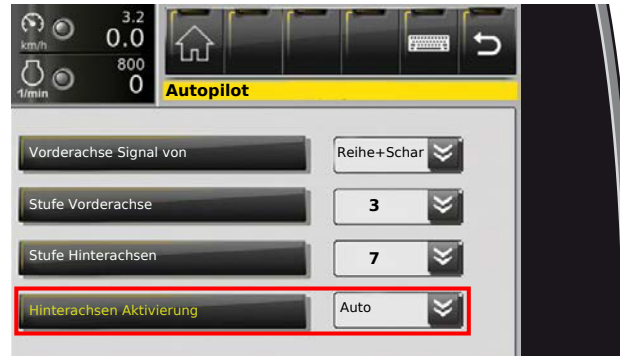 3.2
km/h 0.0
800
1/min 0
Autopilot
Vorderachse Signal von Reihe+Schar
Stufe Vorderachse 3
Stufe Hinterachsen 7
Hinterachsen Aktivierung Auto